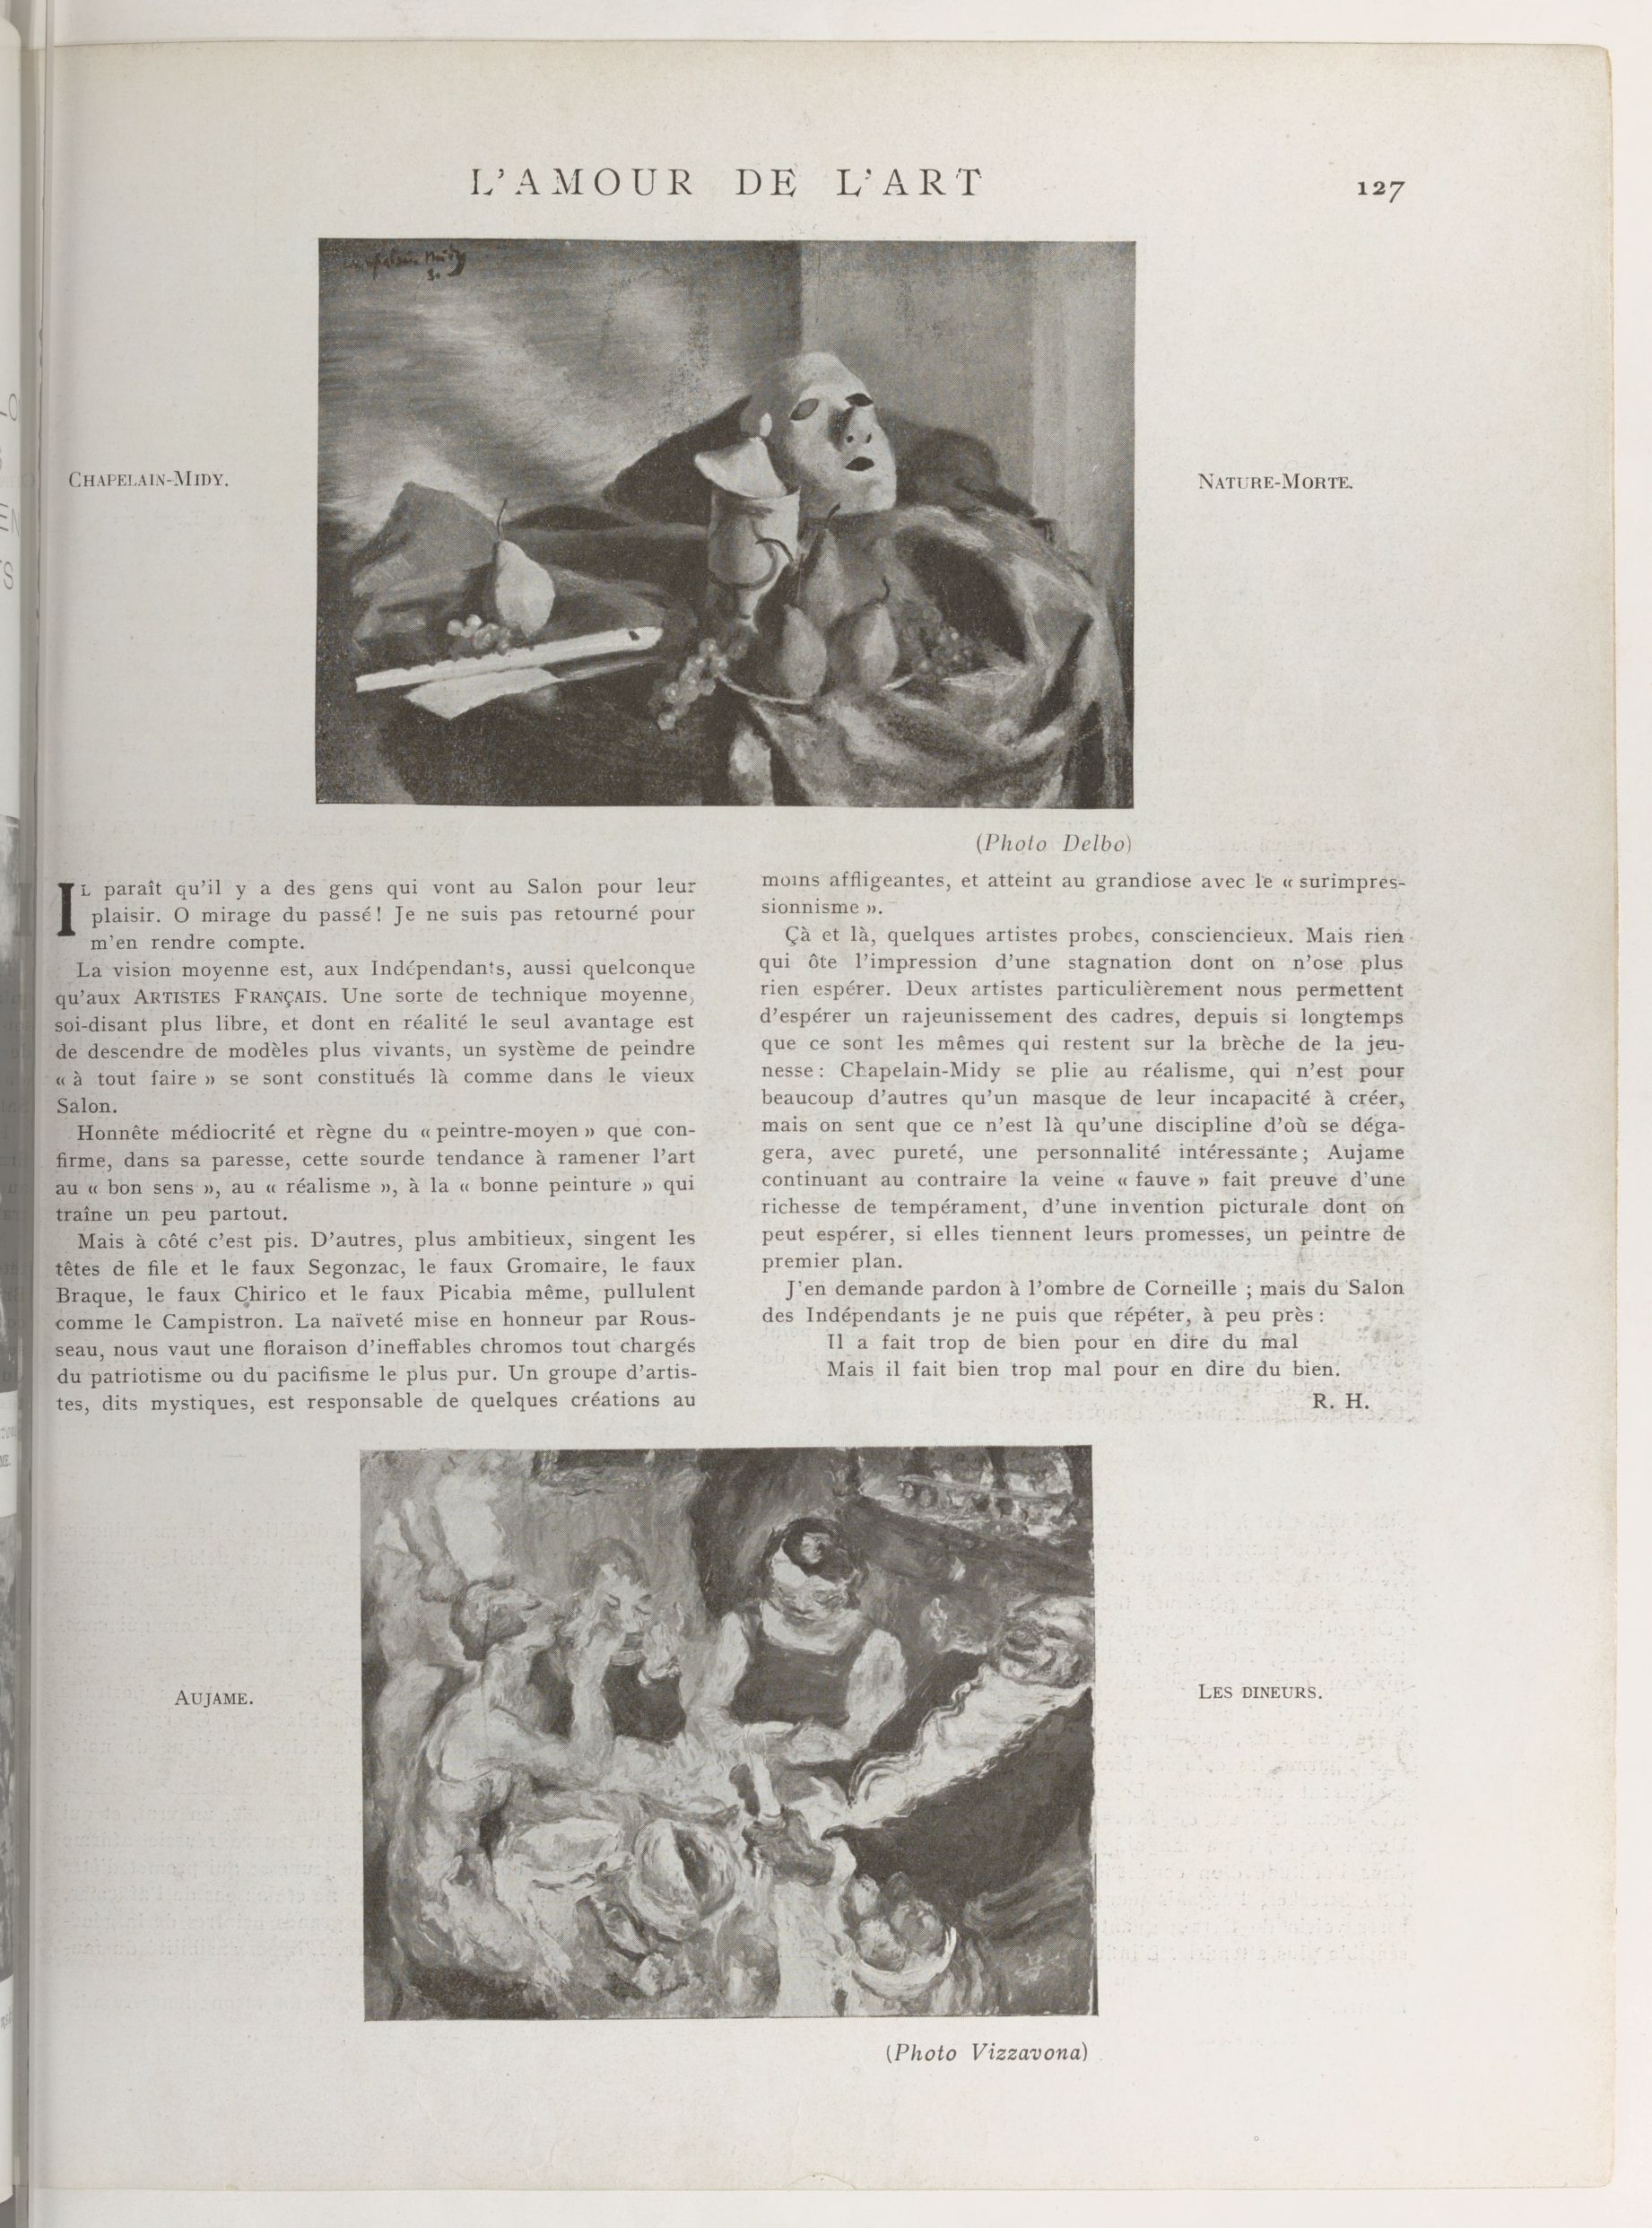 L'AMOUR DE L'ART
127
CHAPELAIN-MIDY.
NATURE-MORTE.
(Photo Delbo)
IL paraît qu'il y a des gens qui vont au Salon pour leur
plaisir. O mirage du passé! Je ne suis pas retourné pour
m'en rendre compte.
La vision moyenne est, aux Indépendants, aussi quelconque
qu'aux ARTISTES FRANÇAIS. Une sorte de technique moyenne,
soi-disant plus libre, et dont en réalité le seul avantage est
de descendre de modèles plus vivants, un système de peindre
« à tout faire » se sont constitués là comme dans le vieux
Salon.
Honnête médiocrité et règne du « peintre-moyen » que con-
firme, dans sa paresse, cette sourde tendance à ramener l'art
au « bon sens », au « réalisme », à la « bonne peinture » qui
traîne un peu partout.
Mais à côté c'est pis. D'autres, plus ambitieux, singent les
têtes de file et le faux Segonzac, le faux Gromaire, le faux
Braque, le faux Chirico et le faux Picabia même, pullulent
comme le Campistron. La naïveté mise en honneur par Rous-
seau, nous vaut une floraison d'ineffables chromos tout chargés
du patriotisme ou du pacifisme le plus pur. Un groupe d'artis-
tes, dits mystiques, est responsable de quelques créations au
moins affligeantes, et atteint au grandiose avec le « surimpres-
sionnisme ».
Çà et là, quelques artistes probes, consciencieux. Mais rien
qui ôte l'impression d'une stagnation dont on n'ose plus
rien espérer. Deux artistes particulièrement nous permettent
d'espérer un rajeunissement des cadres, depuis si longtemps
que ce sont les mêmes qui restent sur la brèche de la jeu-
nesse : Chapelain-Midy se plie au réalisme, qui n'est pour
beaucoup d'autres qu'un masque de leur incapacité à créer,
mais on sent que ce n'est là qu'une discipline d'où se déga-
gera, avec pureté, une personnalité intéressante ; Aujame
continuant au contraire la veine « fauve » fait preuve d'une
richesse de tempérament, d'une invention picturale dont on
peut espérer, si elles tiennent leurs promesses, un peintre de
premier plan.
J'en demande pardon à l'ombre de Corneille ; mais du Salon
des Indépendants je ne puis que répéter, à peu près :
Il a fait trop de bien pour en dire du mal
Mais il fait bien trop mal pour en dire du bien.
R. H.
AUJAME.
LES DINEURS.
(Photo Vizzavona)